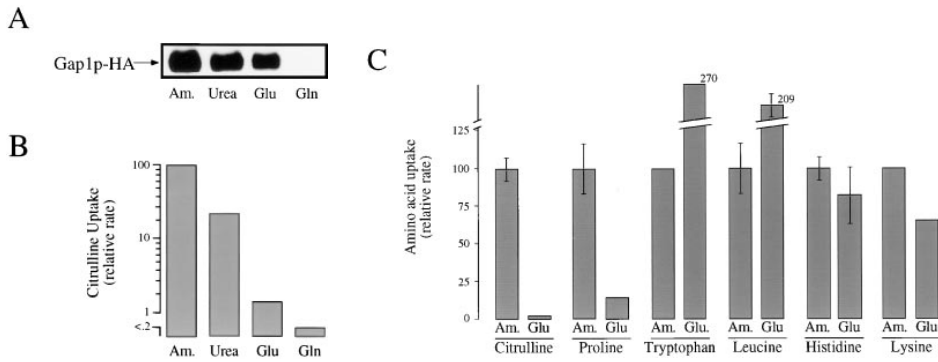 A
Gap1p-HA
Am. Urea Glu Gln
B
Citrulline Uptake
(relative rate)
100
10
1
<.2
Am. Urea Glu Gln
C
Amino acid uptake
(relative rate)
125
100
75
50
25
0
270
209
Am. Glu Am. Glu Am. Glu. Am. Glu Am. Glu Am. Glu
Citrulline Proline Tryptophan Leucine Histidine Lysine